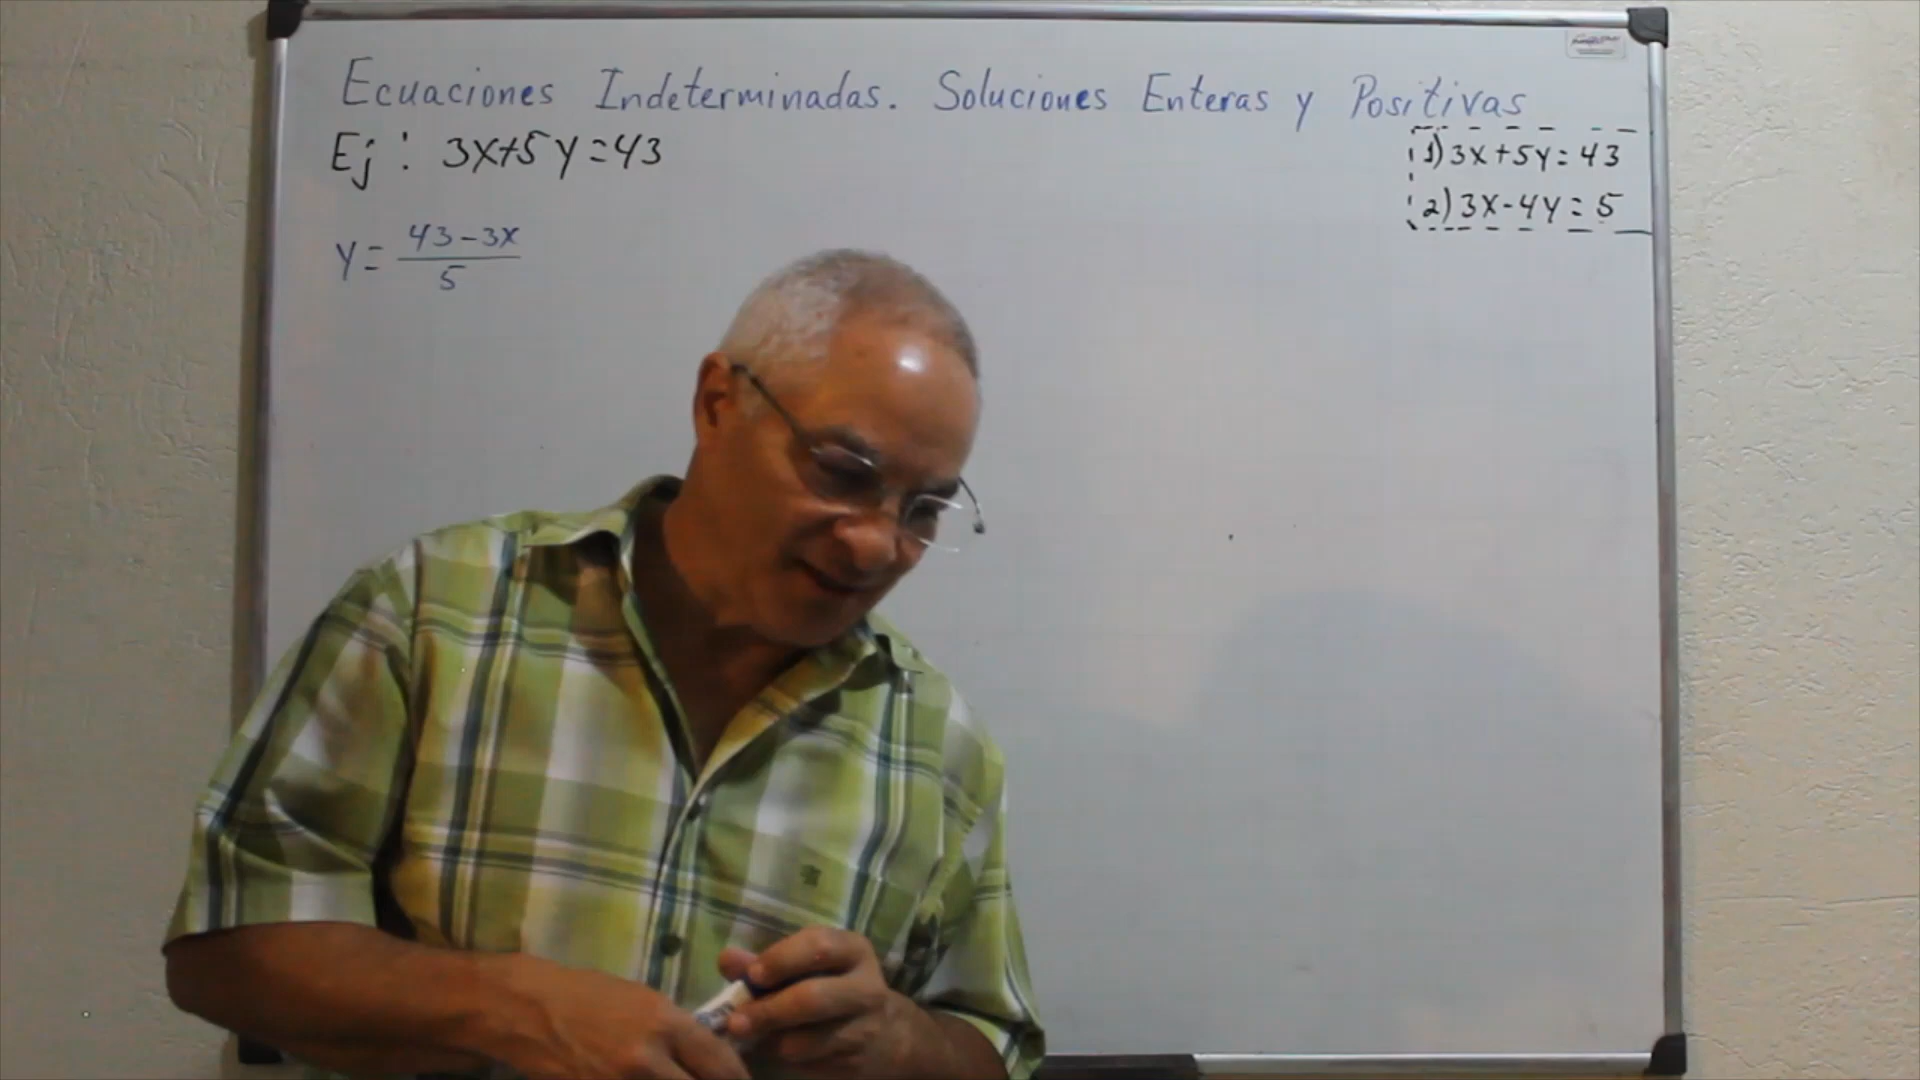 Ecuaciones Indeterminadas. Soluciones Enteras y Positivas
Ej: 3x+5y=43
1) 3x+5y=43
2) 3x-4y=5
y= 43-3x
5